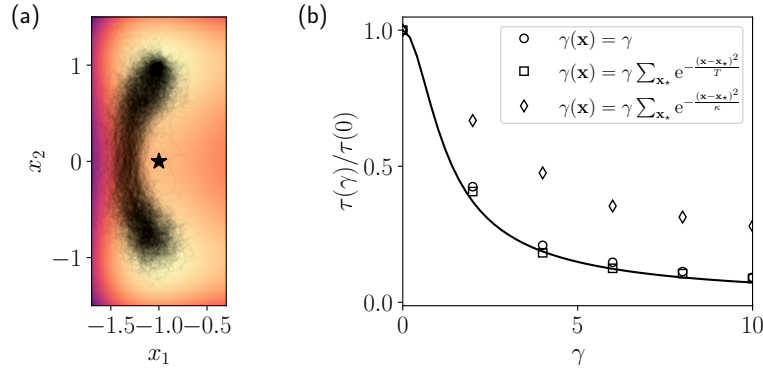 (a)
1
0
−1
x₂
−1.5
−1.0
−0.5
x₁
(b)
1.0
0.5
0.0
τ(γ)/τ(0)
γ(x) = γ
γ(x) = γ ∑ₓ⋆ e^{−(x−x⋆)²/T}
γ(x) = γ ∑ₓ⋆ e^{−(x−x⋆)²/κ}
0
5
10
γ